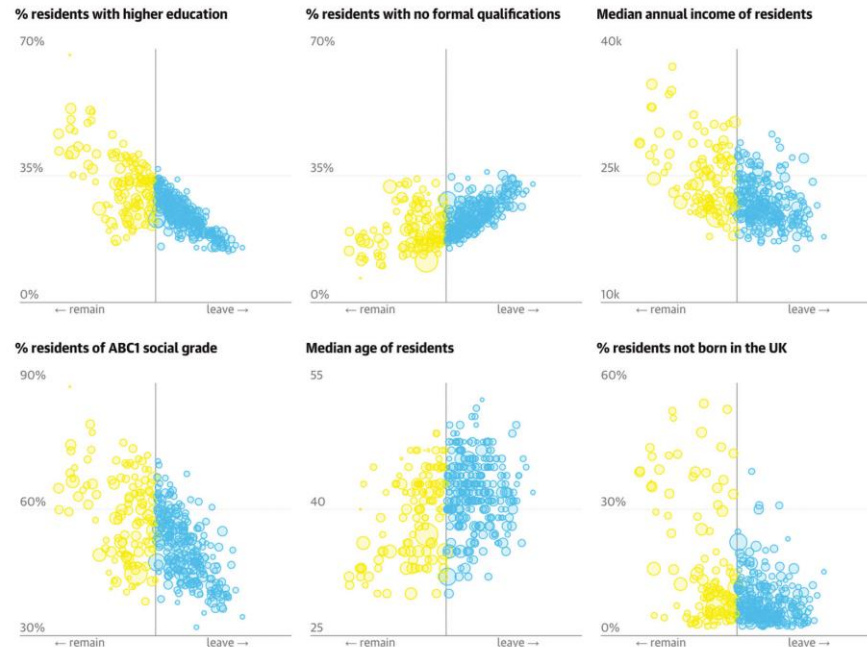 % residents with higher education
70%
35%
0%
← remain
leave →
% residents with no formal qualifications
70%
35%
0%
← remain
leave →
Median annual income of residents
40k
25k
10k
← remain
leave →
% residents of ABC1 social grade
90%
60%
30%
← remain
leave →
Median age of residents
55
40
25
← remain
leave →
% residents not born in the UK
60%
30%
0%
← remain
leave →